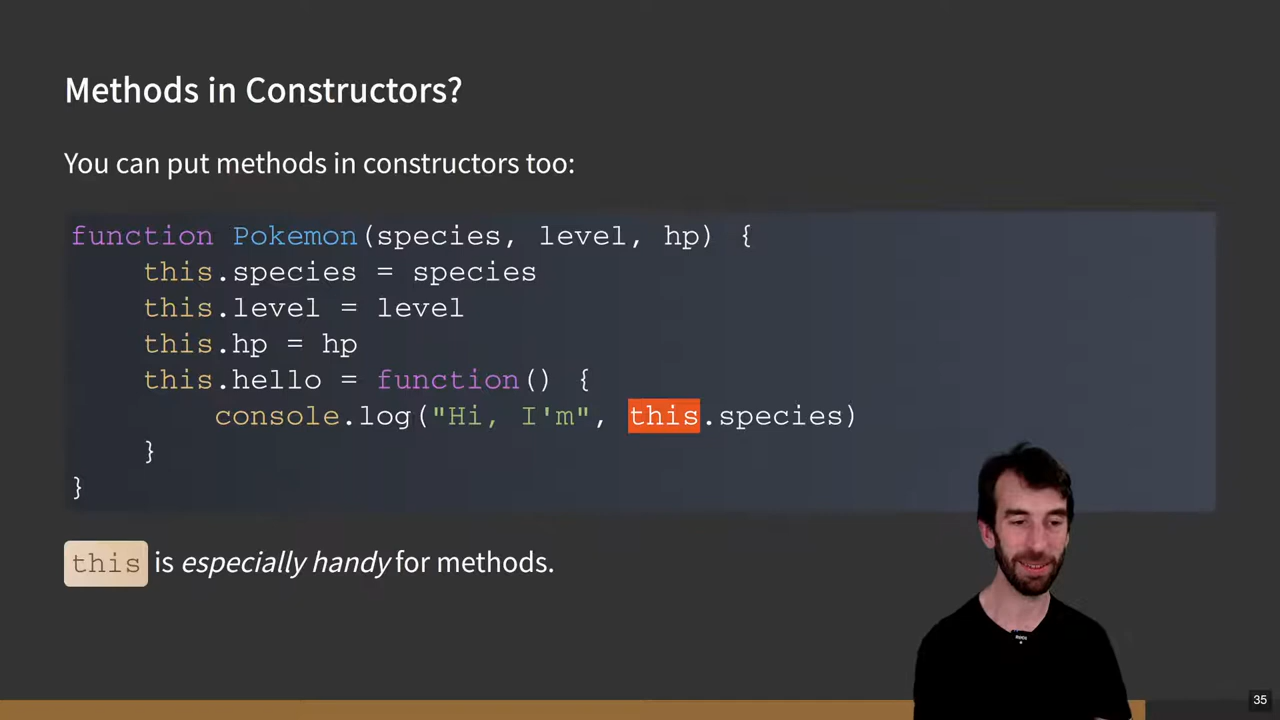 Methods in Constructors?
You can put methods in constructors too:
function Pokemon(species, level, hp) {
    this.species = species
    this.level = level
    this.hp = hp
    this.hello = function() {
        console.log("Hi, I'm", this.species)
    }
}
this is especially handy for methods.
35